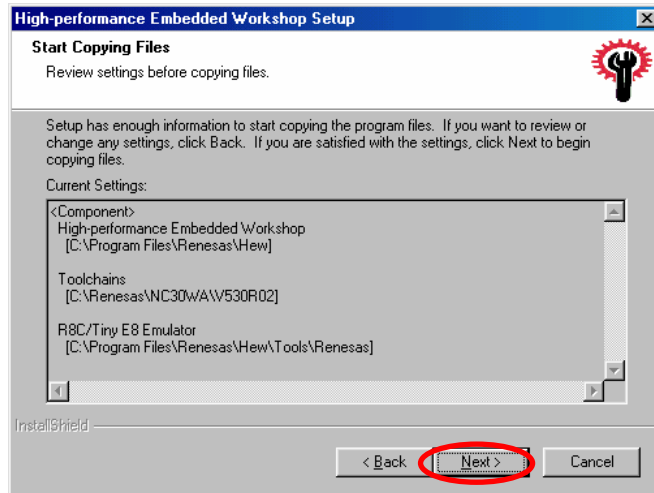 High-performance Embedded Workshop Setup
Start Copying Files
Review settings before copying files.
Setup has enough information to start copying the program files. If you want to review or
change any settings, click Back. If you are satisfied with the settings, click Next to begin
copying files.
Current Settings:
<Component>
High-performance Embedded Workshop
[C:\Program Files\Renesas\Hew]
Toolchains
[C:\Renesas\NC30WA\V530R02]
R8C/Tiny E8 Emulator
[C:\Program Files\Renesas\Hew\Tools\Renesas]
InstallShield
< Back
Next >
Cancel